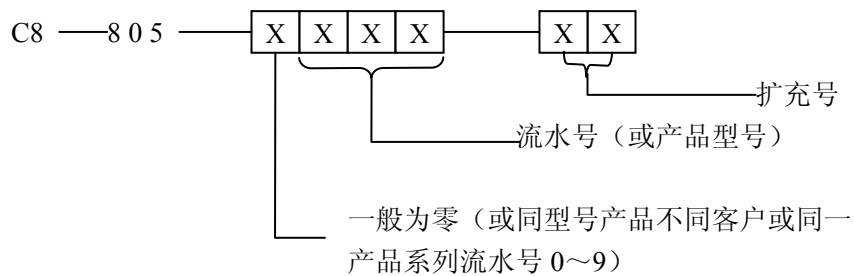 C8 8 0 5 X X X X X X
扩充号
流水号（或产品型号）
一般为零（或同型号产品不同客户或同一
产品系列流水号 0～9）